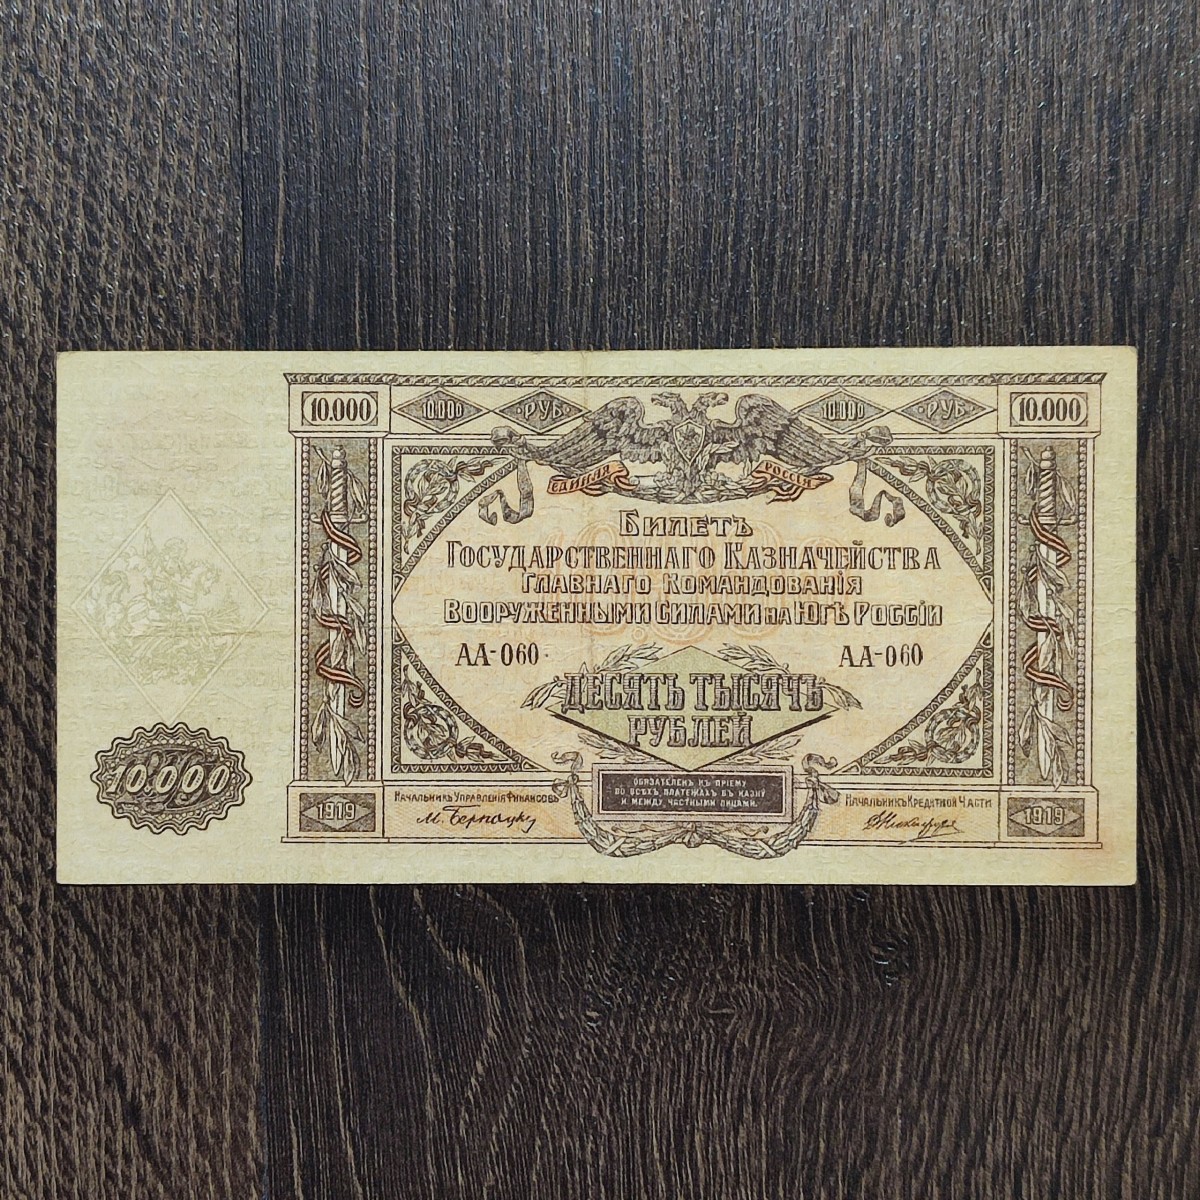 10.000 10.000 РУБ. 10.000 РУБ. 10.000
ЕДИНАЯ РОССІЯ
БИЛЕТЪ
ГОСУДАРСТВЕННАГО КАЗНАЧЕЙСТВА
ГЛАВНАГО КОМАНДОВАНІЯ
ВООРУЖЕННЫМИ СИЛАМИ НА ЮГѢ РОССІИ
АА-060 АА-060
ДЕСЯТЬ ТЫСЯЧЪ
РУБЛЕЙ
10.000
ОБЯЗАТЕЛЕНЪ КЪ ПРІЕМУ
ВО ВСѢХЪ ПЛАТЕЖАХЪ ВЪ КАЗНУ
И МЕЖДУ ЧАСТНЫМИ ЛИЦАМИ.
1919 НАЧАЛЬНИКЪ УПРАВЛЕНІЯ ФИНАНСОВЪ НАЧАЛЬНИКЪ КРЕДИТНОЙ ЧАСТИ 1919
М. Бернацкій